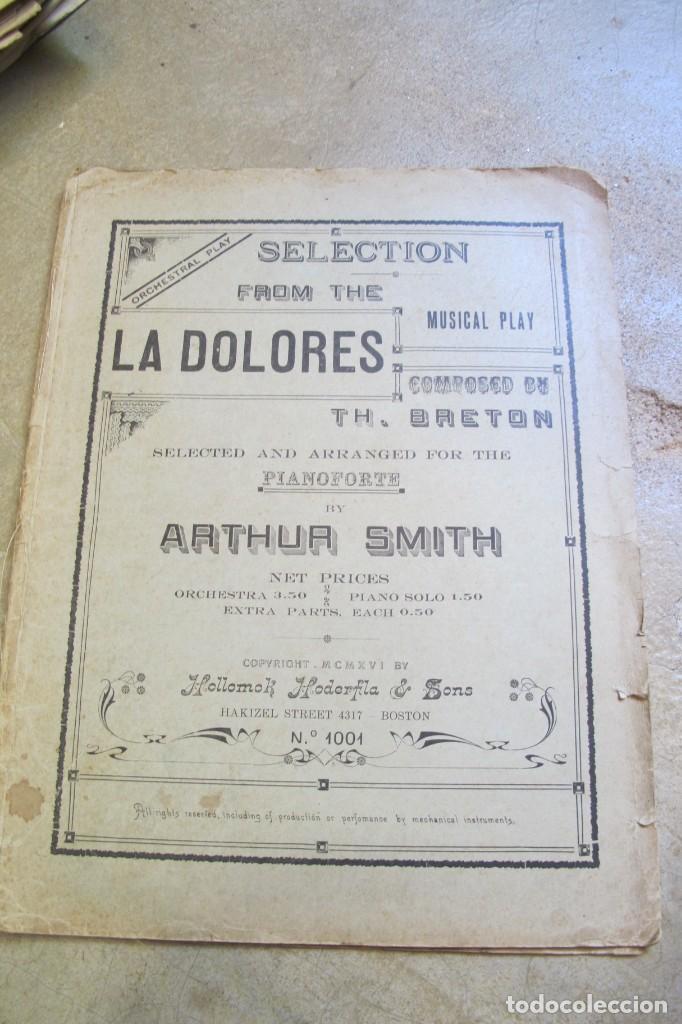 ORCHESTRAL PLAY
SELECTION
FROM THE
MUSICAL PLAY
LA DOLORES
COMPOSED BY
TH. BRETON
SELECTED AND ARRANGED FOR THE
PIANOFORTE
BY
ARTHUR SMITH
NET PRICES
ORCHESTRA 3.50 PIANO SOLO 1.50
EXTRA PARTS, EACH 0.50
COPYRIGHT . MCMXVI BY
Hollomok Hoderfla & Sons
HAKIZEL STREET 4317 - BOSTON
N.º 1001
All rights reserfed, including of production or perfomance by mechanical instruments.
todocoleccion